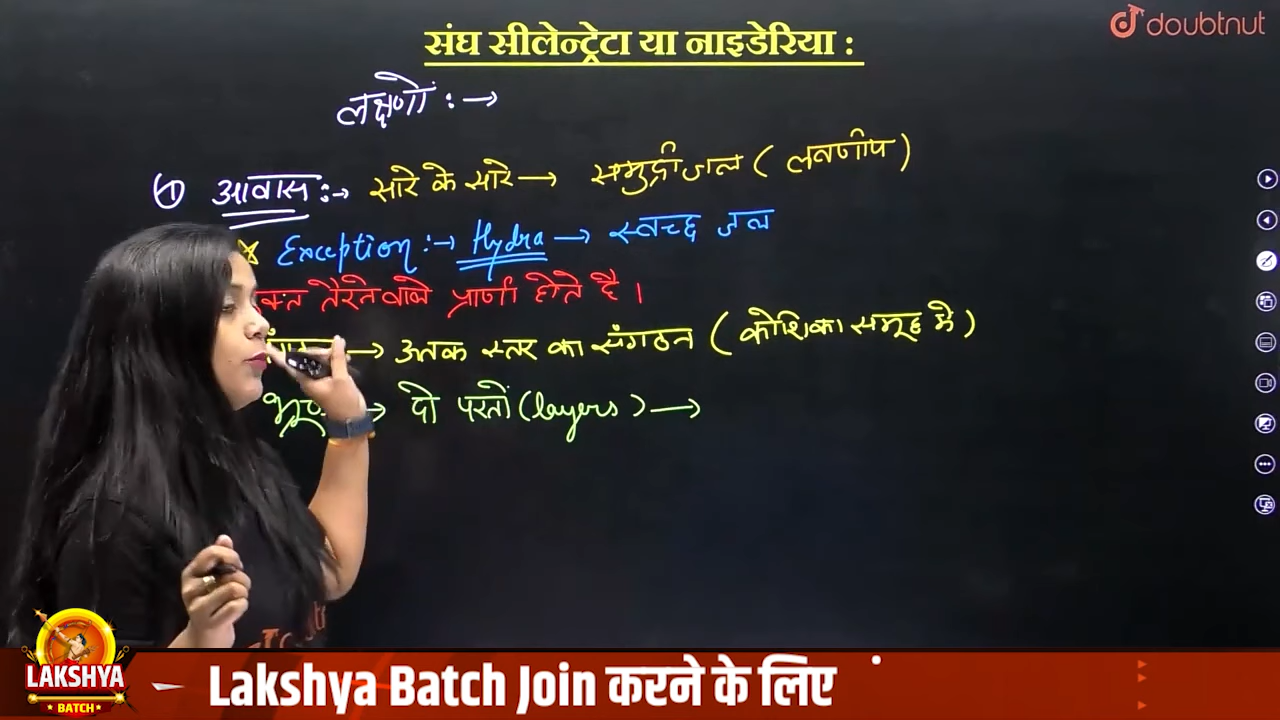 doubtnut
संघ सीलेन्ट्रेटा या नाइडेरिया :
लक्षणों :→
① आवास :→ सारे के सारे → समुद्री जल ( लवणीय )
Exception :→ Hydra → स्वच्छ जल
तैरने वाले प्राणी होते है ।
→ ऊतक स्तर का संगठन ( कोशिका समूह में )
→ दो परतों (layers) →
LAKSHYA
BATCH
Lakshya Batch Join करने के लिए